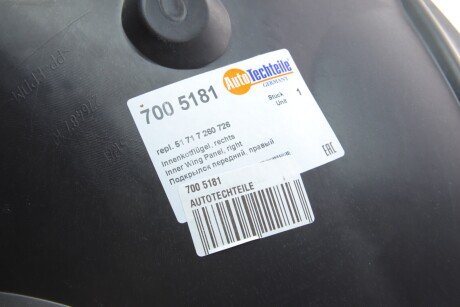 700 5181
AutoTechteile
GERMANY
Stück
Unit
1
repl. 51 71 7 260 726
Innenkotflügel, rechts
Inner Wing Panel, right
Подкрылок передний, правый
EAC
700 5181
AUTOTECHTEILE